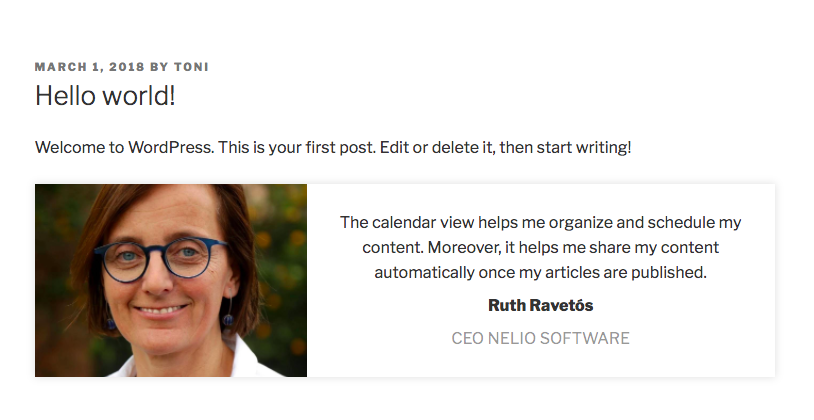 MARCH 1, 2018 BY TONI
Hello world!
Welcome to WordPress. This is your first post. Edit or delete it, then start writing!
The calendar view helps me organize and schedule my
content. Moreover, it helps me share my content
automatically once my articles are published.
Ruth Ravetós
CEO NELIO SOFTWARE